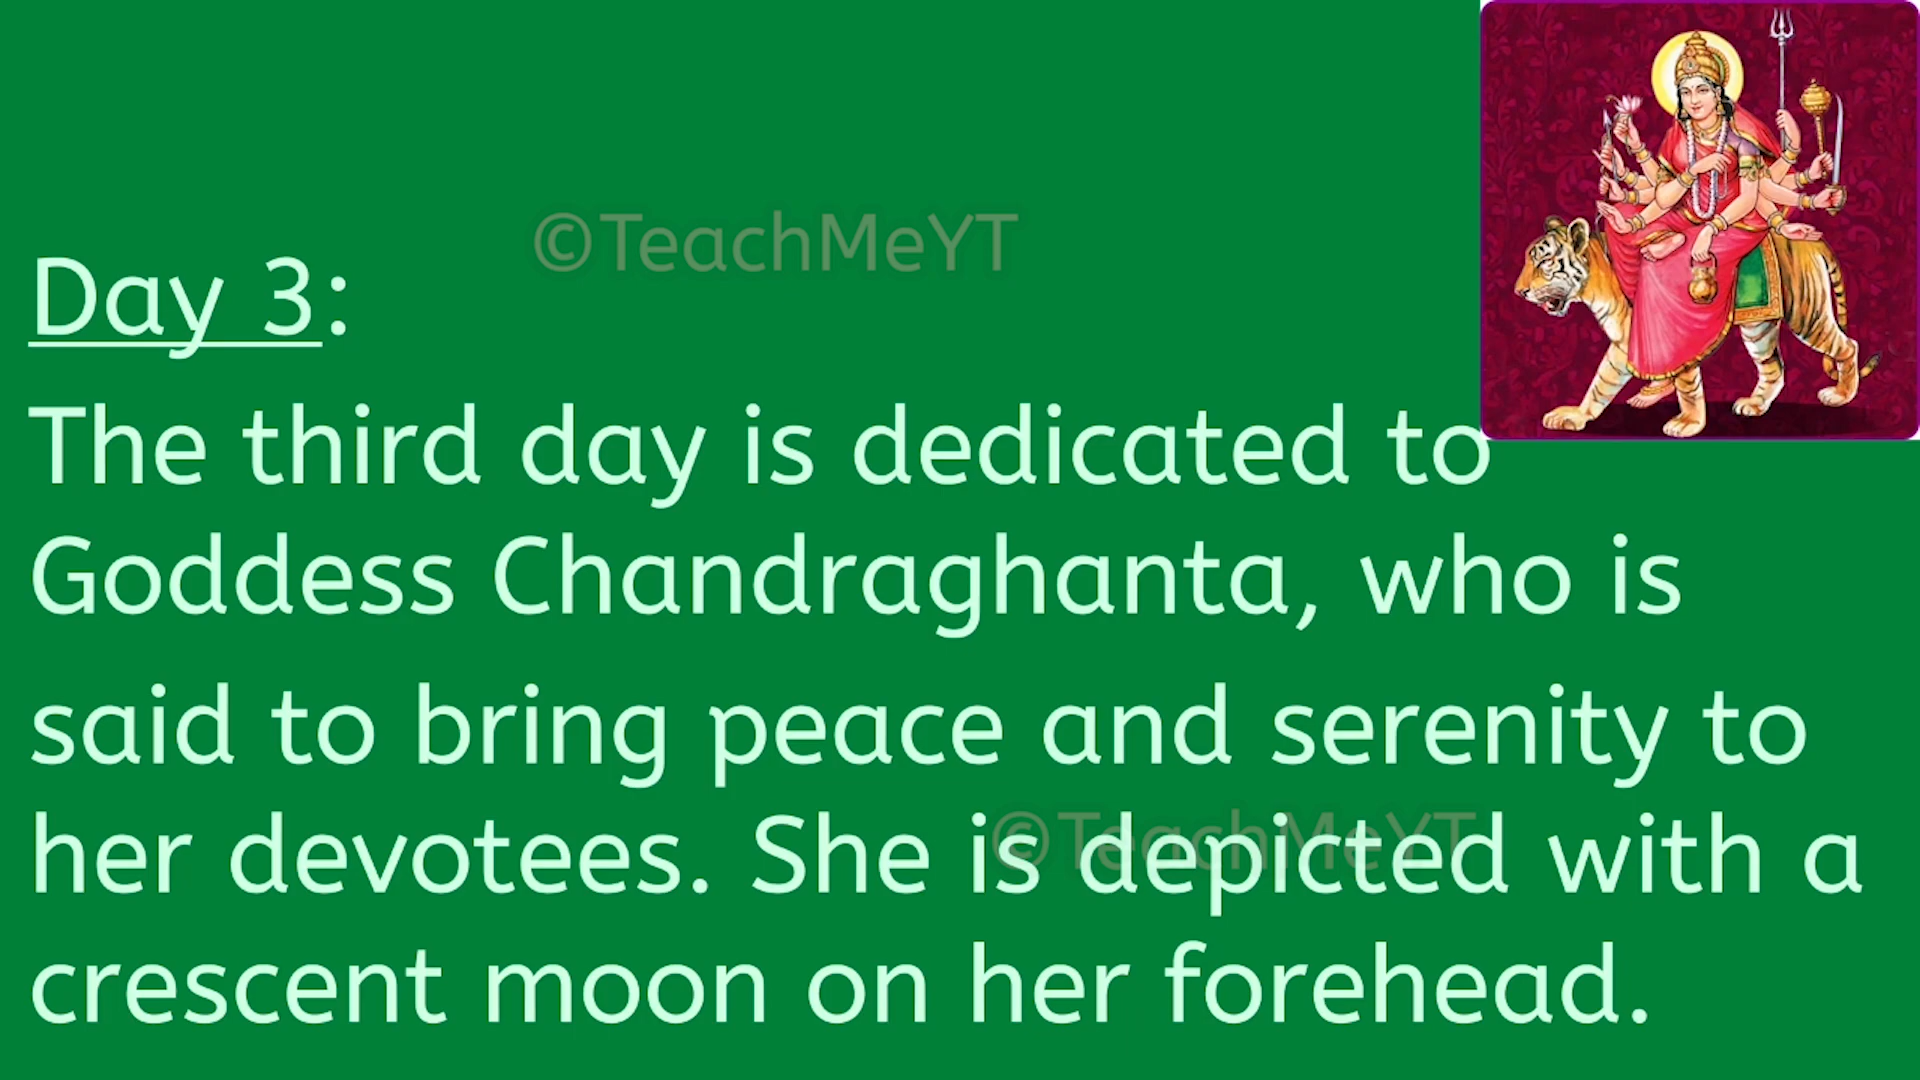 ©TeachMeYT
Day 3:
The third day is dedicated to
Goddess Chandraghanta, who is
said to bring peace and serenity to
her devotees. She is depicted with a
©TeachMeYT
crescent moon on her forehead.